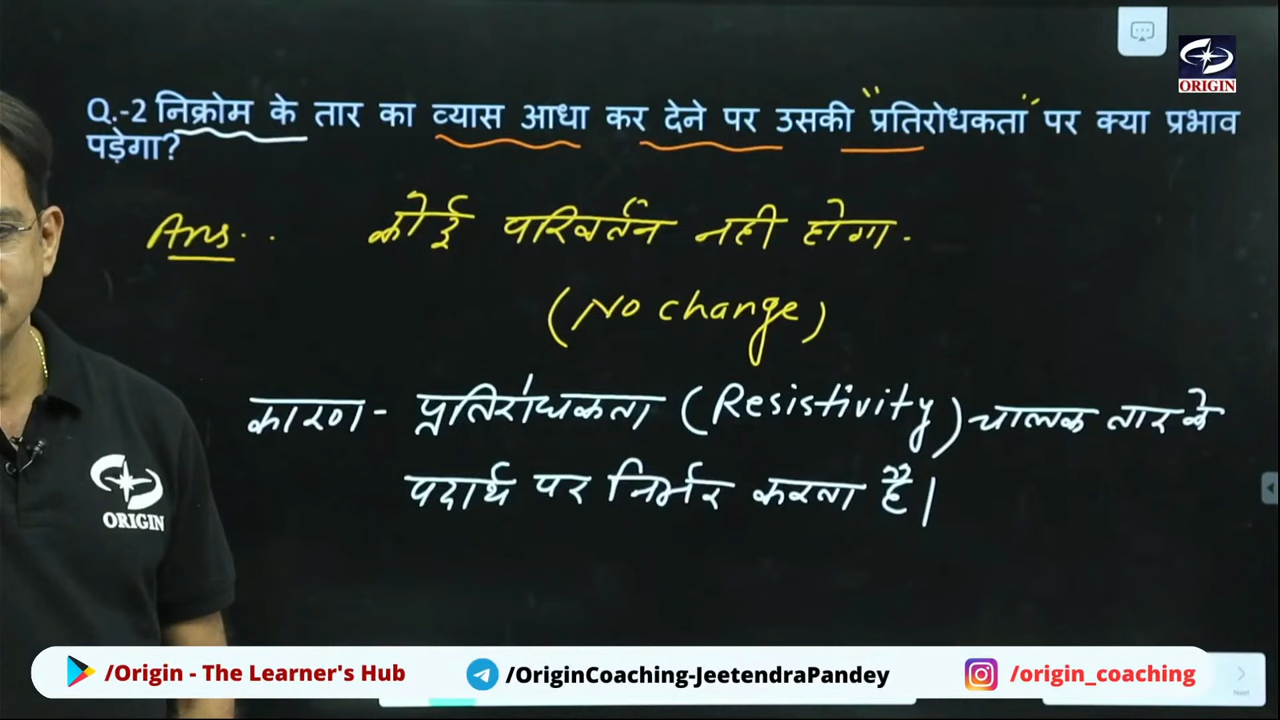 ORIGIN
Q.-2 निक्रोम के तार का व्यास आधा कर देने पर उसकी "प्रतिरोधकता" पर क्या प्रभाव
पड़ेगा?
Ans. . कोई परिवर्तन नही होगा.
(No change)
कारण - प्रतिरोधकता (Resistivity) चालक तार के
पदार्थ पर निर्भर करता है।
ORIGIN
/Origin - The Learner's Hub
/OriginCoaching-JeetendraPandey
/origin_coaching
Next